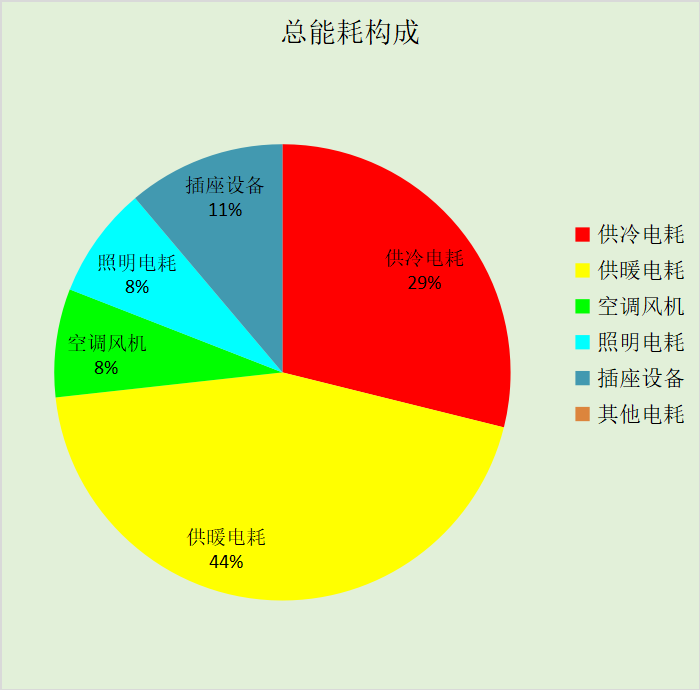 总能耗构成
插座设备
11%
供冷电耗
29%
照明电耗
8%
空调风机
8%
供暖电耗
44%
供冷电耗
供暖电耗
空调风机
照明电耗
插座设备
其他电耗